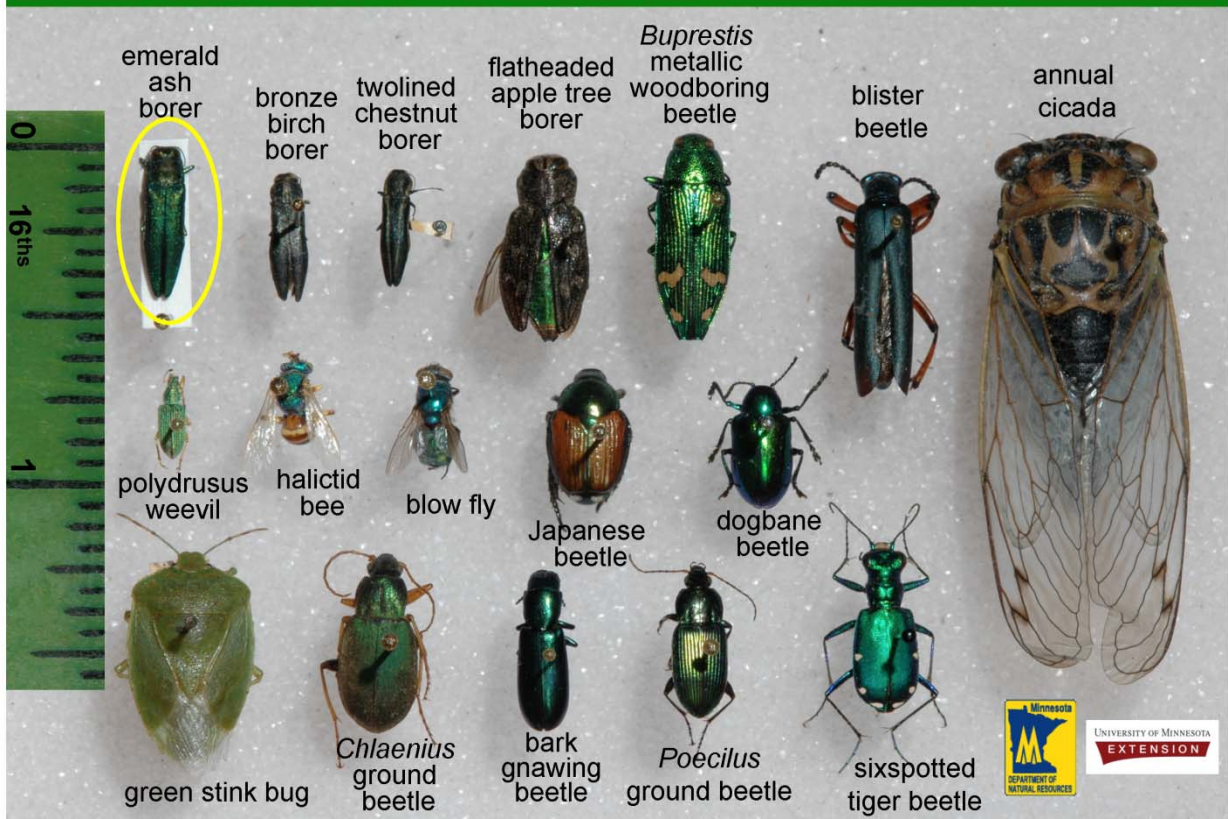 emerald
ash
borer
bronze
birch
borer
twolined
chestnut
borer
flatheaded
apple tree
borer
Buprestis
metallic
woodboring
beetle
blister
beetle
annual
cicada
0
16ths
1
polydrusus
weevil
halictid
bee
blow fly
Japanese
beetle
dogbane
beetle
green stink bug
Chlaenius
ground
beetle
bark
gnawing
beetle
Poecilus
ground beetle
sixspotted
tiger beetle
Minnesota
DEPARTMENT OF
NATURAL RESOURCES
UNIVERSITY OF MINNESOTA
EXTENSION